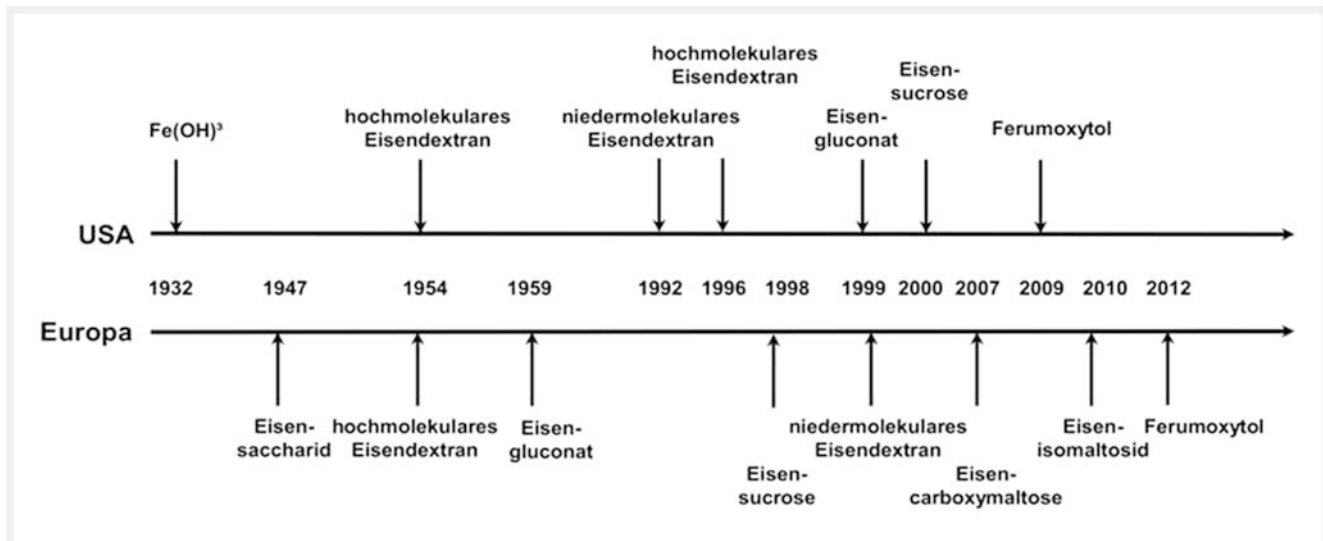 hochmolekulares
Eisendextran
Eisen-
sucrose
Fe(OH)³
hochmolekulares
Eisendextran
niedermolekulares
Eisendextran
Eisen-
gluconat
Ferumoxytol
USA
1932 1947 1954 1959 1992 1996 1998 1999 2000 2007 2009 2010 2012
Europa
Eisen-
saccharid
hochmolekulares
Eisendextran
Eisen-
gluconat
Eisen-
sucrose
niedermolekulares
Eisendextran
Eisen-
carboxymaltose
Eisen-
isomaltosid
Ferumoxytol